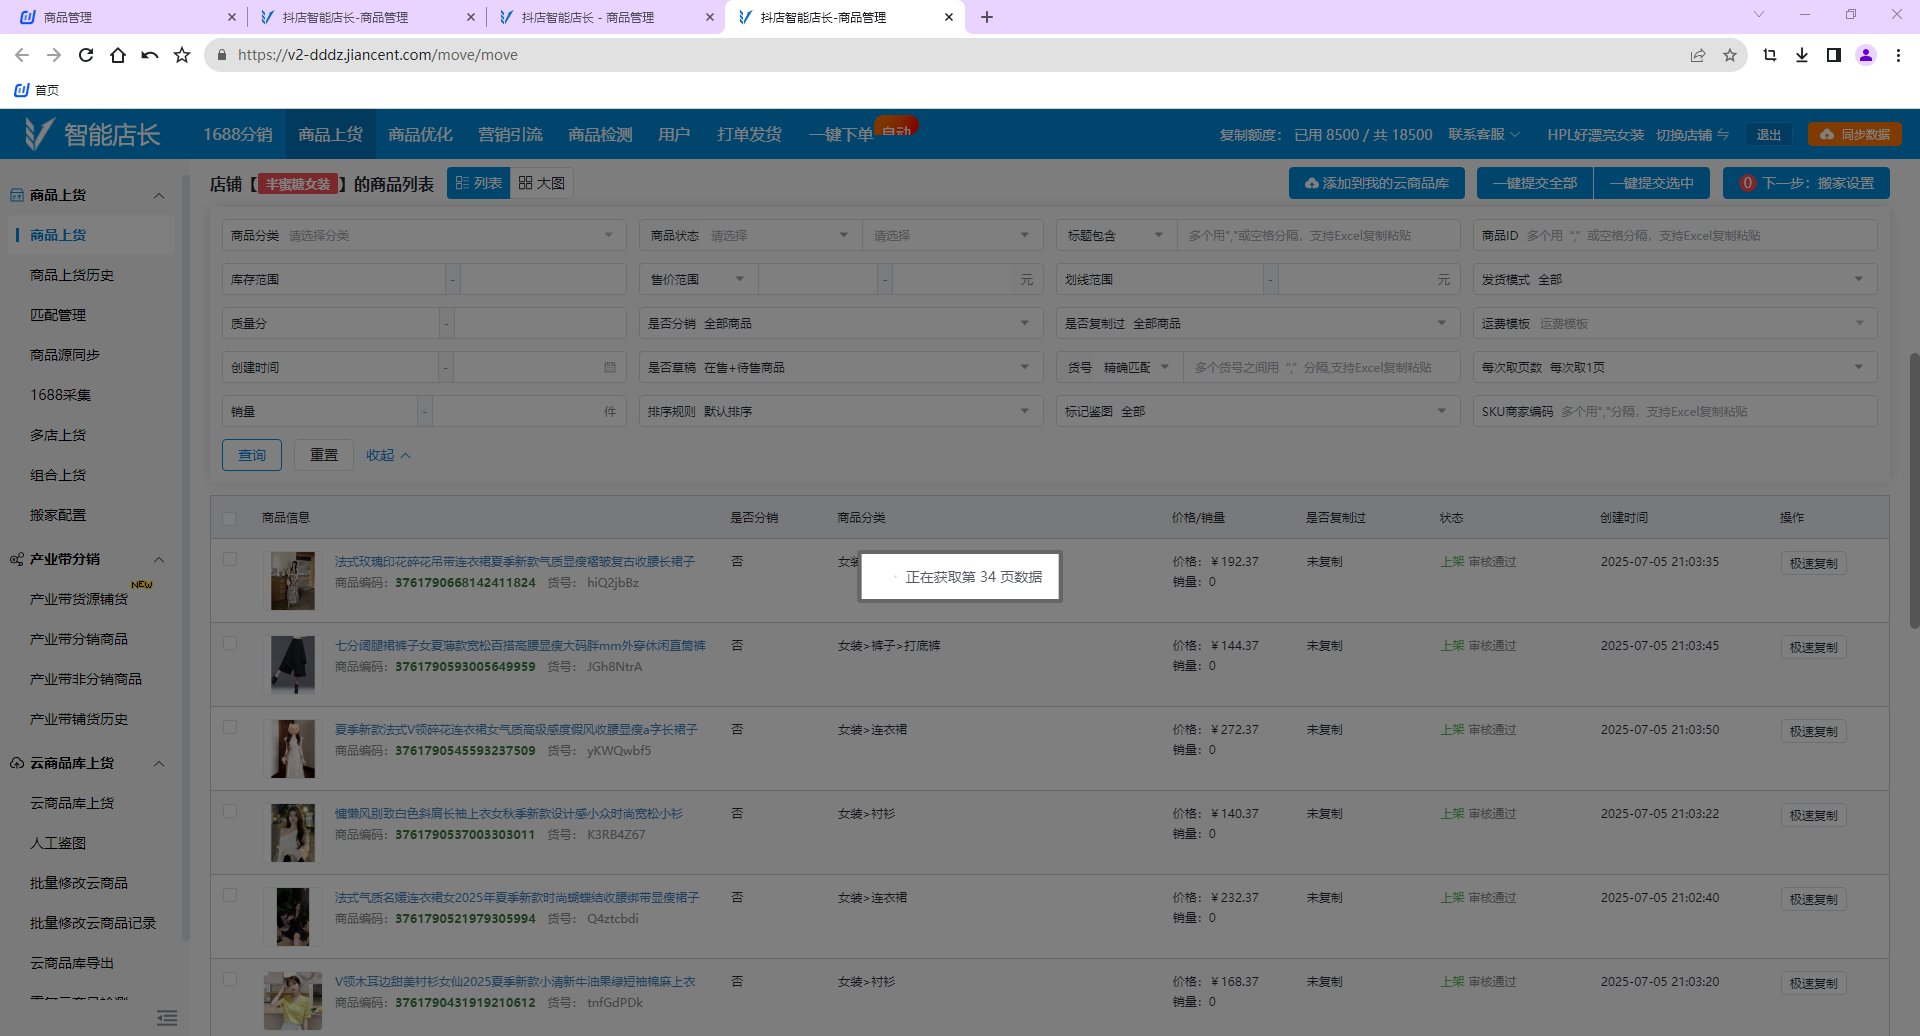 商品管理
抖店智能店长-商品管理
抖店智能店长 - 商品管理
抖店智能店长-商品管理
https://v2-dddz.jiancent.com/move/move
首页
智能店长
1688分销 商品上货 商品优化 营销引流 商品检测 用户 打单发货 一键下单 自动
复制额度： 已用 8500 / 共 18500 联系客服 HPL好漂亮女装 切换店铺 退出 同步数据
商品上货
商品上货
商品上货历史
匹配管理
商品源同步
1688采集
多店上货
组合上货
搬家配置
产业带分销
NEW
产业带货源铺货
产业带分销商品
产业带非分销商品
产业带铺货历史
云商品库上货
云商品库上货
人工鉴图
批量修改云商品
批量修改云商品记录
云商品库导出
店铺【半蜜糖女装】的商品列表 列表 大图
添加到我的云商品库 一键提交全部 一键提交选中 0 下一步：搬家设置
商品分类 请选择分类 商品状态 请选择 请选择 标题包含 多个用","或空格分隔，支持Excel复制粘贴 商品ID 多个用 "," 或空格分隔，支持Excel复制粘贴
库存范围 - 售价范围 - 元 划线范围 - 元 发货模式 全部
质量分 - 是否分销 全部商品 是否复制过 全部商品 运费模板 运费模板
创建时间 - 是否草稿 在售+待售商品 货号 精确匹配 多个货号之间用 "," 分隔,支持Excel复制粘贴 每次取页数 每次取1页
销量 - 件 排序规则 默认排序 标记鉴图 全部 SKU商家编码 多个用","分隔，支持Excel复制粘贴
查询 重置 收起
商品信息 是否分销 商品分类 价格/销量 是否复制过 状态 创建时间 操作
法式玫瑰印花碎花吊带连衣裙夏季新款气质显瘦褶皱复古收腰长裙子 否 女装 价格：￥192.37 未复制 上架 审核通过 2025-07-05 21:03:35 极速复制
商品编码：3761790668142411824 货号： hiQ2jbBz 销量：0
正在获取第 34 页数据
七分阔腿裙裤子女夏薄款宽松百搭高腰显瘦大码胖mm外穿休闲直筒裤 否 女装>裤子>打底裤 价格：￥144.37 未复制 上架 审核通过 2025-07-05 21:03:45 极速复制
商品编码：3761790593005649959 货号： JGh8NtrA 销量：0
夏季新款法式V领碎花连衣裙女气质高级感度假风收腰显瘦a字长裙子 否 女装>连衣裙 价格：￥272.37 未复制 上架 审核通过 2025-07-05 21:03:50 极速复制
商品编码：3761790545593237509 货号： yKWQwbf5 销量：0
慵懒风别致白色斜肩长袖上衣女秋季新款设计感小众时尚宽松小衫 否 女装>衬衫 价格：￥140.37 未复制 上架 审核通过 2025-07-05 21:03:22 极速复制
商品编码：3761790537003303011 货号： K3RB4Z67 销量：0
法式气质名媛连衣裙女2025年夏季新款时尚蝴蝶结收腰绑带显瘦裙子 否 女装>连衣裙 价格：￥232.37 未复制 上架 审核通过 2025-07-05 21:02:40 极速复制
商品编码：3761790521979305994 货号： Q4ztcbdi 销量：0
V领木耳边甜美衬衫女仙2025夏季新款小清新牛油果绿短袖棉麻上衣 否 女装>衬衫 价格：￥168.37 未复制 上架 审核通过 2025-07-05 21:03:20 极速复制
商品编码：3761790431919210612 货号： tnfGdPDk 销量：0